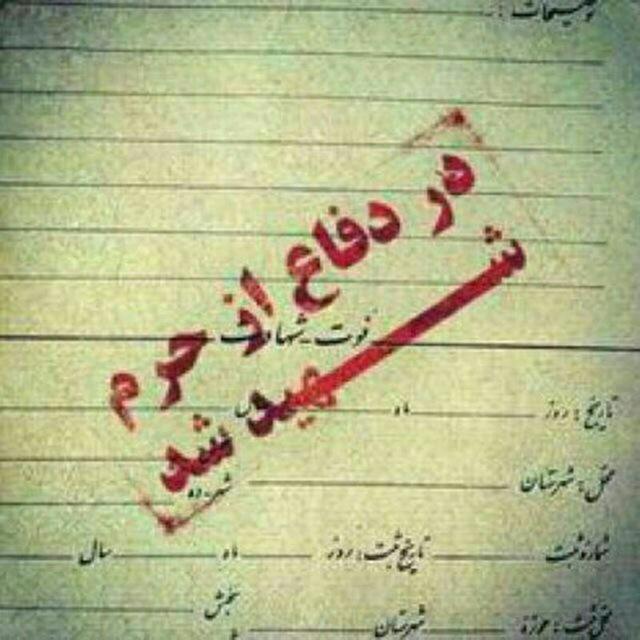 توضیحات :
در دفاع از حرم
شهید شد
فوت - شهادت
تاریخ : روز ماه سال
محل : شهرستان شهر - ده
شماره ثبت تاریخ ثبت : روز ماه سال
محل ثبت : حوزه شهرستان بخش